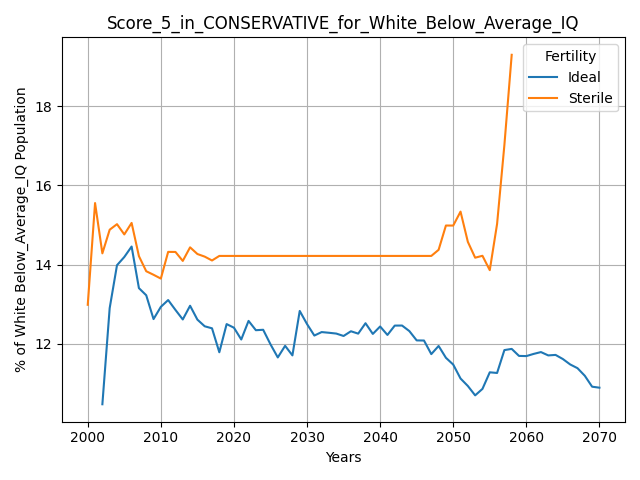 Score_5_in_CONSERVATIVE_for_White_Below_Average_IQ
Fertility
Ideal
Sterile
% of White Below_Average_IQ Population
18
16
14
12
2000 2010 2020 2030 2040 2050 2060 2070
Years